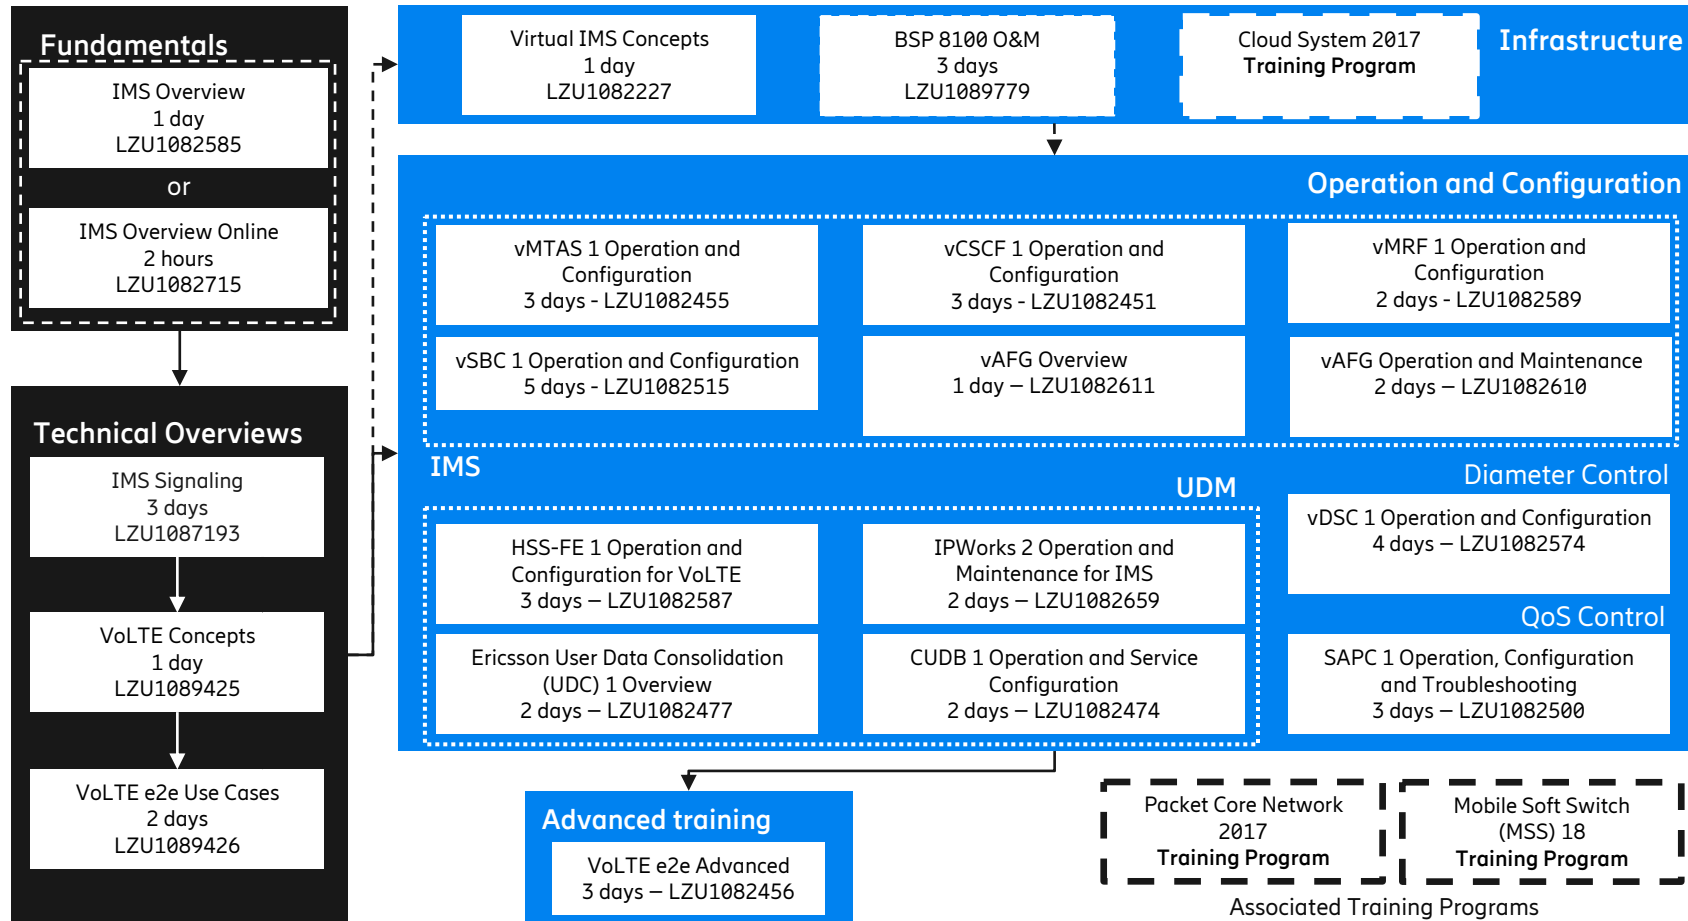 Fundamentals
IMS Overview
1 day
LZU1082585
or
IMS Overview Online
2 hours
LZU1082715
Technical Overviews
IMS Signaling
3 days
LZU1087193
VoLTE Concepts
1 day
LZU1089425
VoLTE e2e Use Cases
2 days
LZU1089426
Infrastructure
Virtual IMS Concepts
1 day
LZU1082227
BSP 8100 O&M
3 days
LZU1089779
Cloud System 2017
Training Program
Operation and Configuration
vMTAS 1 Operation and
Configuration
3 days - LZU1082455
vCSCF 1 Operation and
Configuration
3 days - LZU1082451
vMRF 1 Operation and
Configuration
2 days - LZU1082589
vSBC 1 Operation and Configuration
5 days - LZU1082515
vAFG Overview
1 day – LZU1082611
vAFG Operation and Maintenance
2 days – LZU1082610
IMS
UDM
HSS-FE 1 Operation and
Configuration for VoLTE
3 days – LZU1082587
IPWorks 2 Operation and
Maintenance for IMS
2 days – LZU1082659
Ericsson User Data Consolidation
(UDC) 1 Overview
2 days – LZU1082477
CUDB 1 Operation and Service
Configuration
2 days – LZU1082474
Diameter Control
vDSC 1 Operation and Configuration
4 days – LZU1082574
QoS Control
SAPC 1 Operation, Configuration
and Troubleshooting
3 days – LZU1082500
Advanced training
VoLTE e2e Advanced
3 days – LZU1082456
Packet Core Network
2017
Training Program
Mobile Soft Switch
(MSS) 18
Training Program
Associated Training Programs